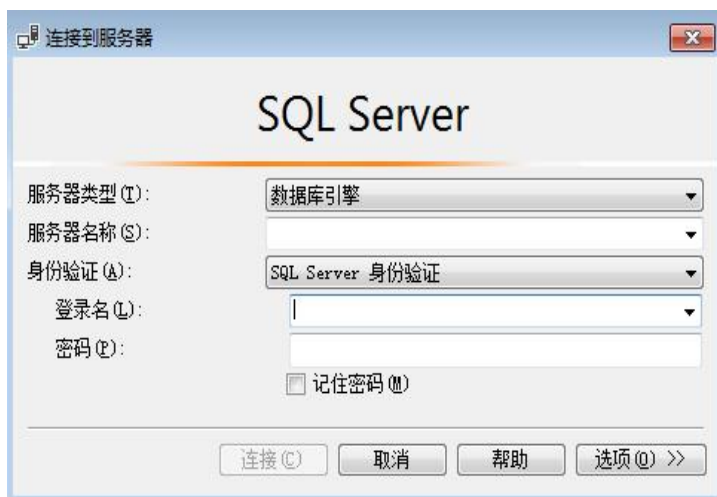 连接到服务器
SQL Server
服务器类型(T): 数据库引擎
服务器名称(S):
身份验证(A): SQL Server 身份验证
登录名(L):
密码(P):
记住密码(M)
连接(C) 取消 帮助 选项(O) >>